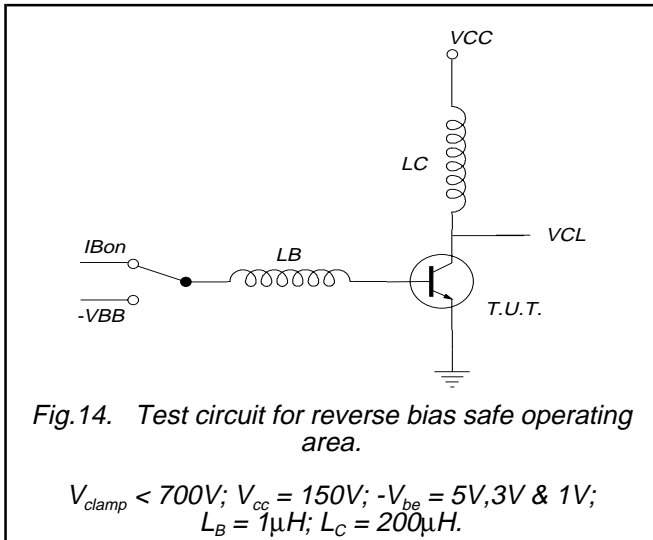 VCC
LC
VCL
IBon
LB
-VBB
T.U.T.
Fig.14. Test circuit for reverse bias safe operating
area.
Vclamp < 700V; Vcc = 150V; -Vbe = 5V,3V & 1V;
LB = 1μH; LC = 200μH.